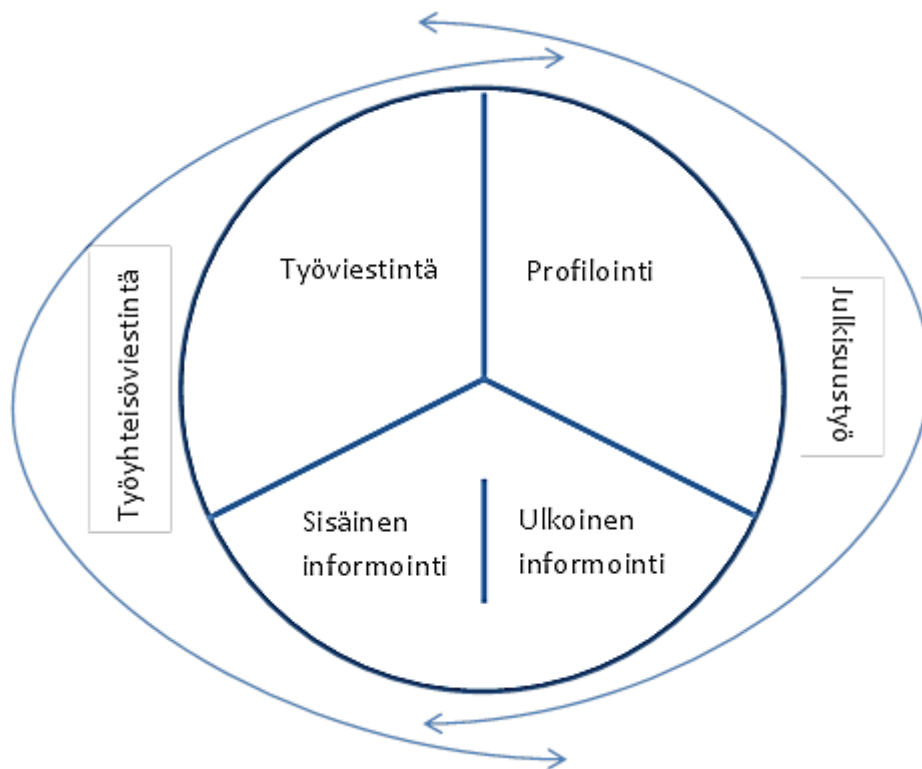 Työviestintä
Profilointi
Työyhteisöviestintä
Julkisuustyö
Sisäinen
informointi
Ulkoinen
informointi